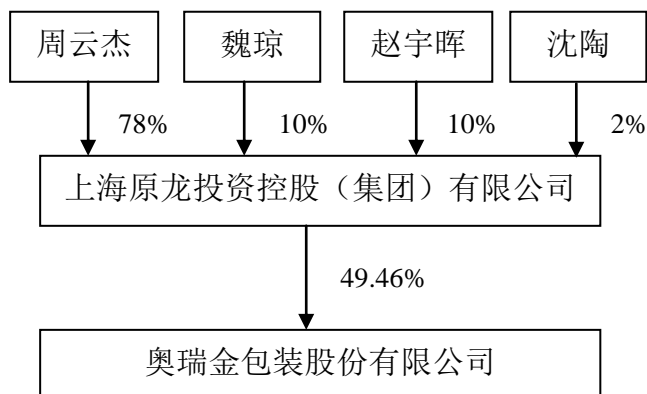 周云杰 魏琼 赵宇晖 沈陶
78% 10% 10% 2%
上海原龙投资控股（集团）有限公司
49.46%
奥瑞金包装股份有限公司